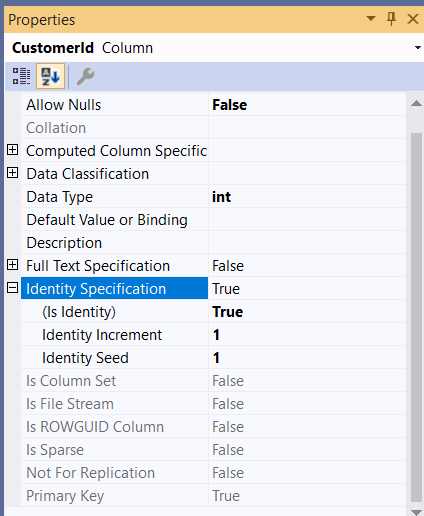 Properties
CustomerId Column
Allow Nulls False
Collation
Computed Column Specific
Data Classification
Data Type int
Default Value or Binding
Description
Full Text Specification False
Identity Specification True
(Is Identity) True
Identity Increment 1
Identity Seed 1
Is Column Set False
Is File Stream False
Is ROWGUID Column False
Is Sparse False
Not For Replication False
Primary Key True